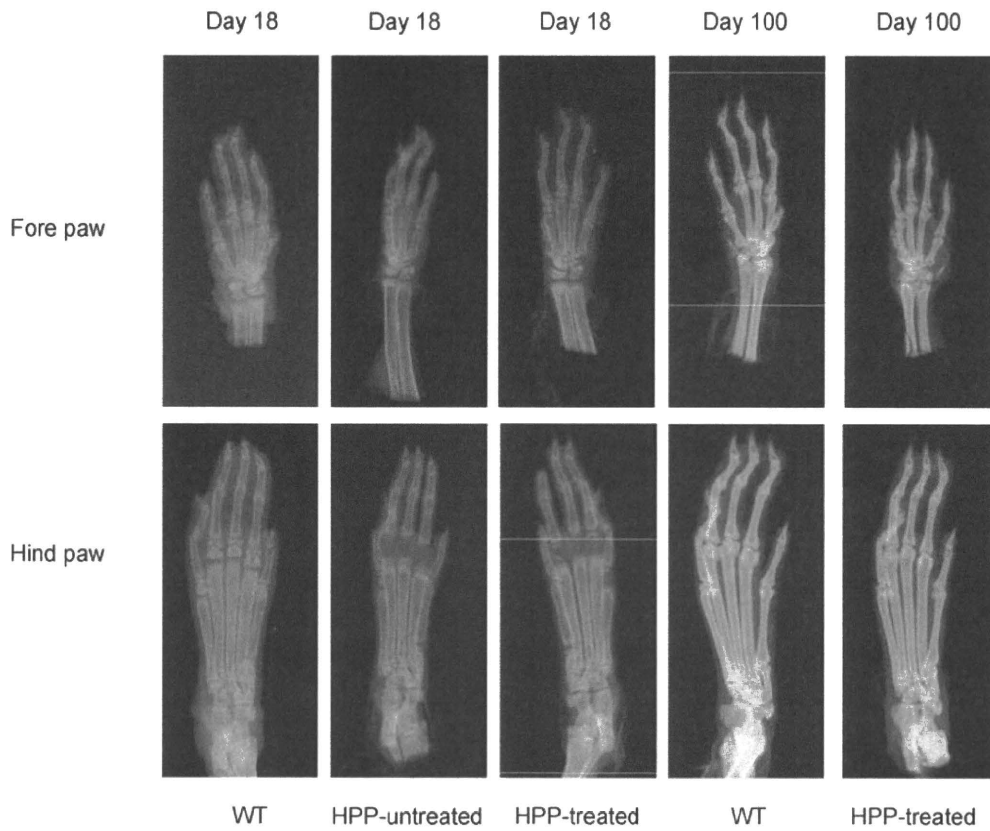 Day 18 Day 18 Day 18 Day 100 Day 100
Fore paw
Hind paw
WT HPP-untreated HPP-treated WT HPP-treated